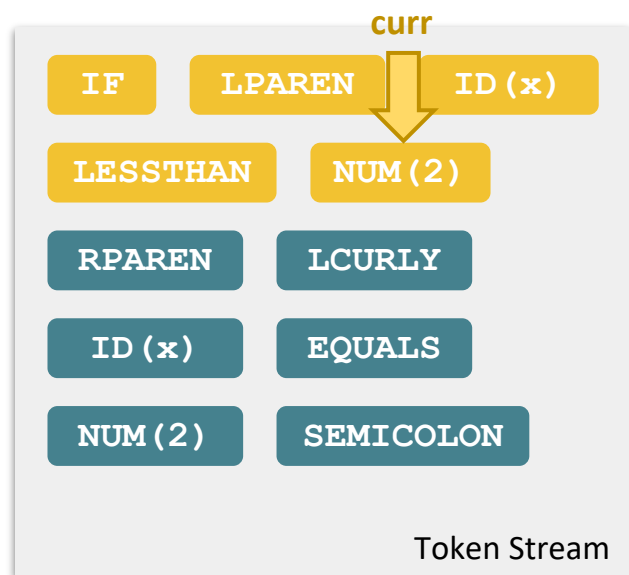 curr
IF LPAREN ID(x)
LESSTHAN NUM(2)
RPAREN LCURLY
ID(x) EQUALS
NUM(2) SEMICOLON
Token Stream